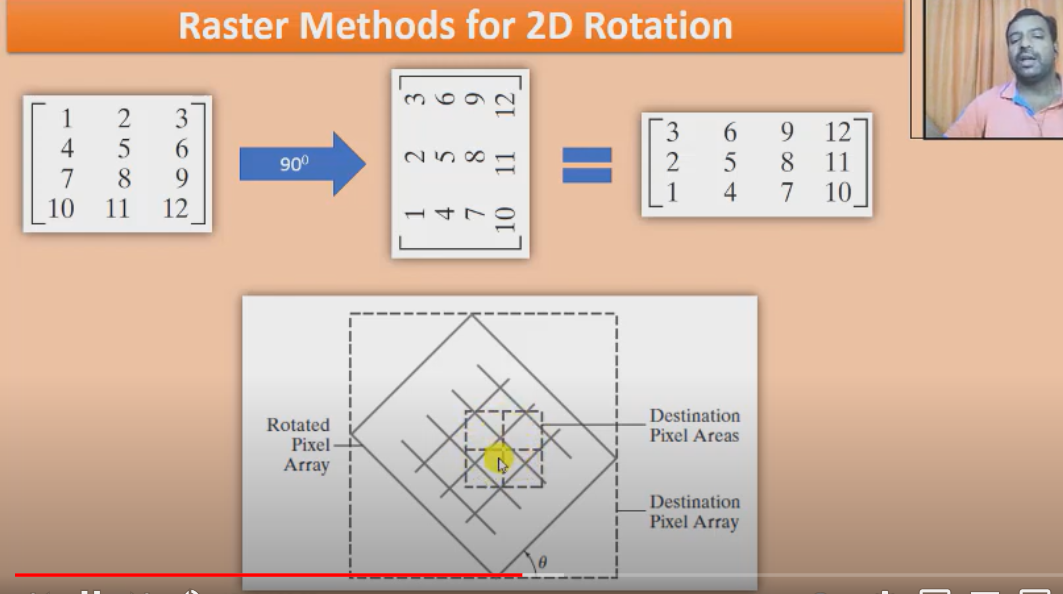 Raster Methods for 2D Rotation
1 2 3
4 5 6
7 8 9
10 11 12
90⁰
3 6 9 12
2 5 8 11
1 4 7 10
=
3 6 9 12
2 5 8 11
1 4 7 10
Rotated
Pixel
Array
Destination
Pixel Areas
Destination
Pixel Array
θ